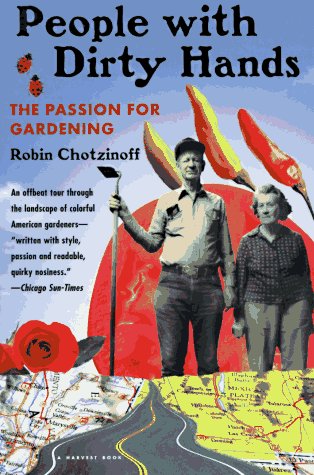 People with
Dirty Hands
THE PASSION FOR
GARDENING
Robin Chotzinoff
An offbeat tour through
the landscape of colorful
American gardeners—
"written with style,
passion and readable,
quirky nosiness."
—Chicago Sun-Times
A HARVEST BOOK